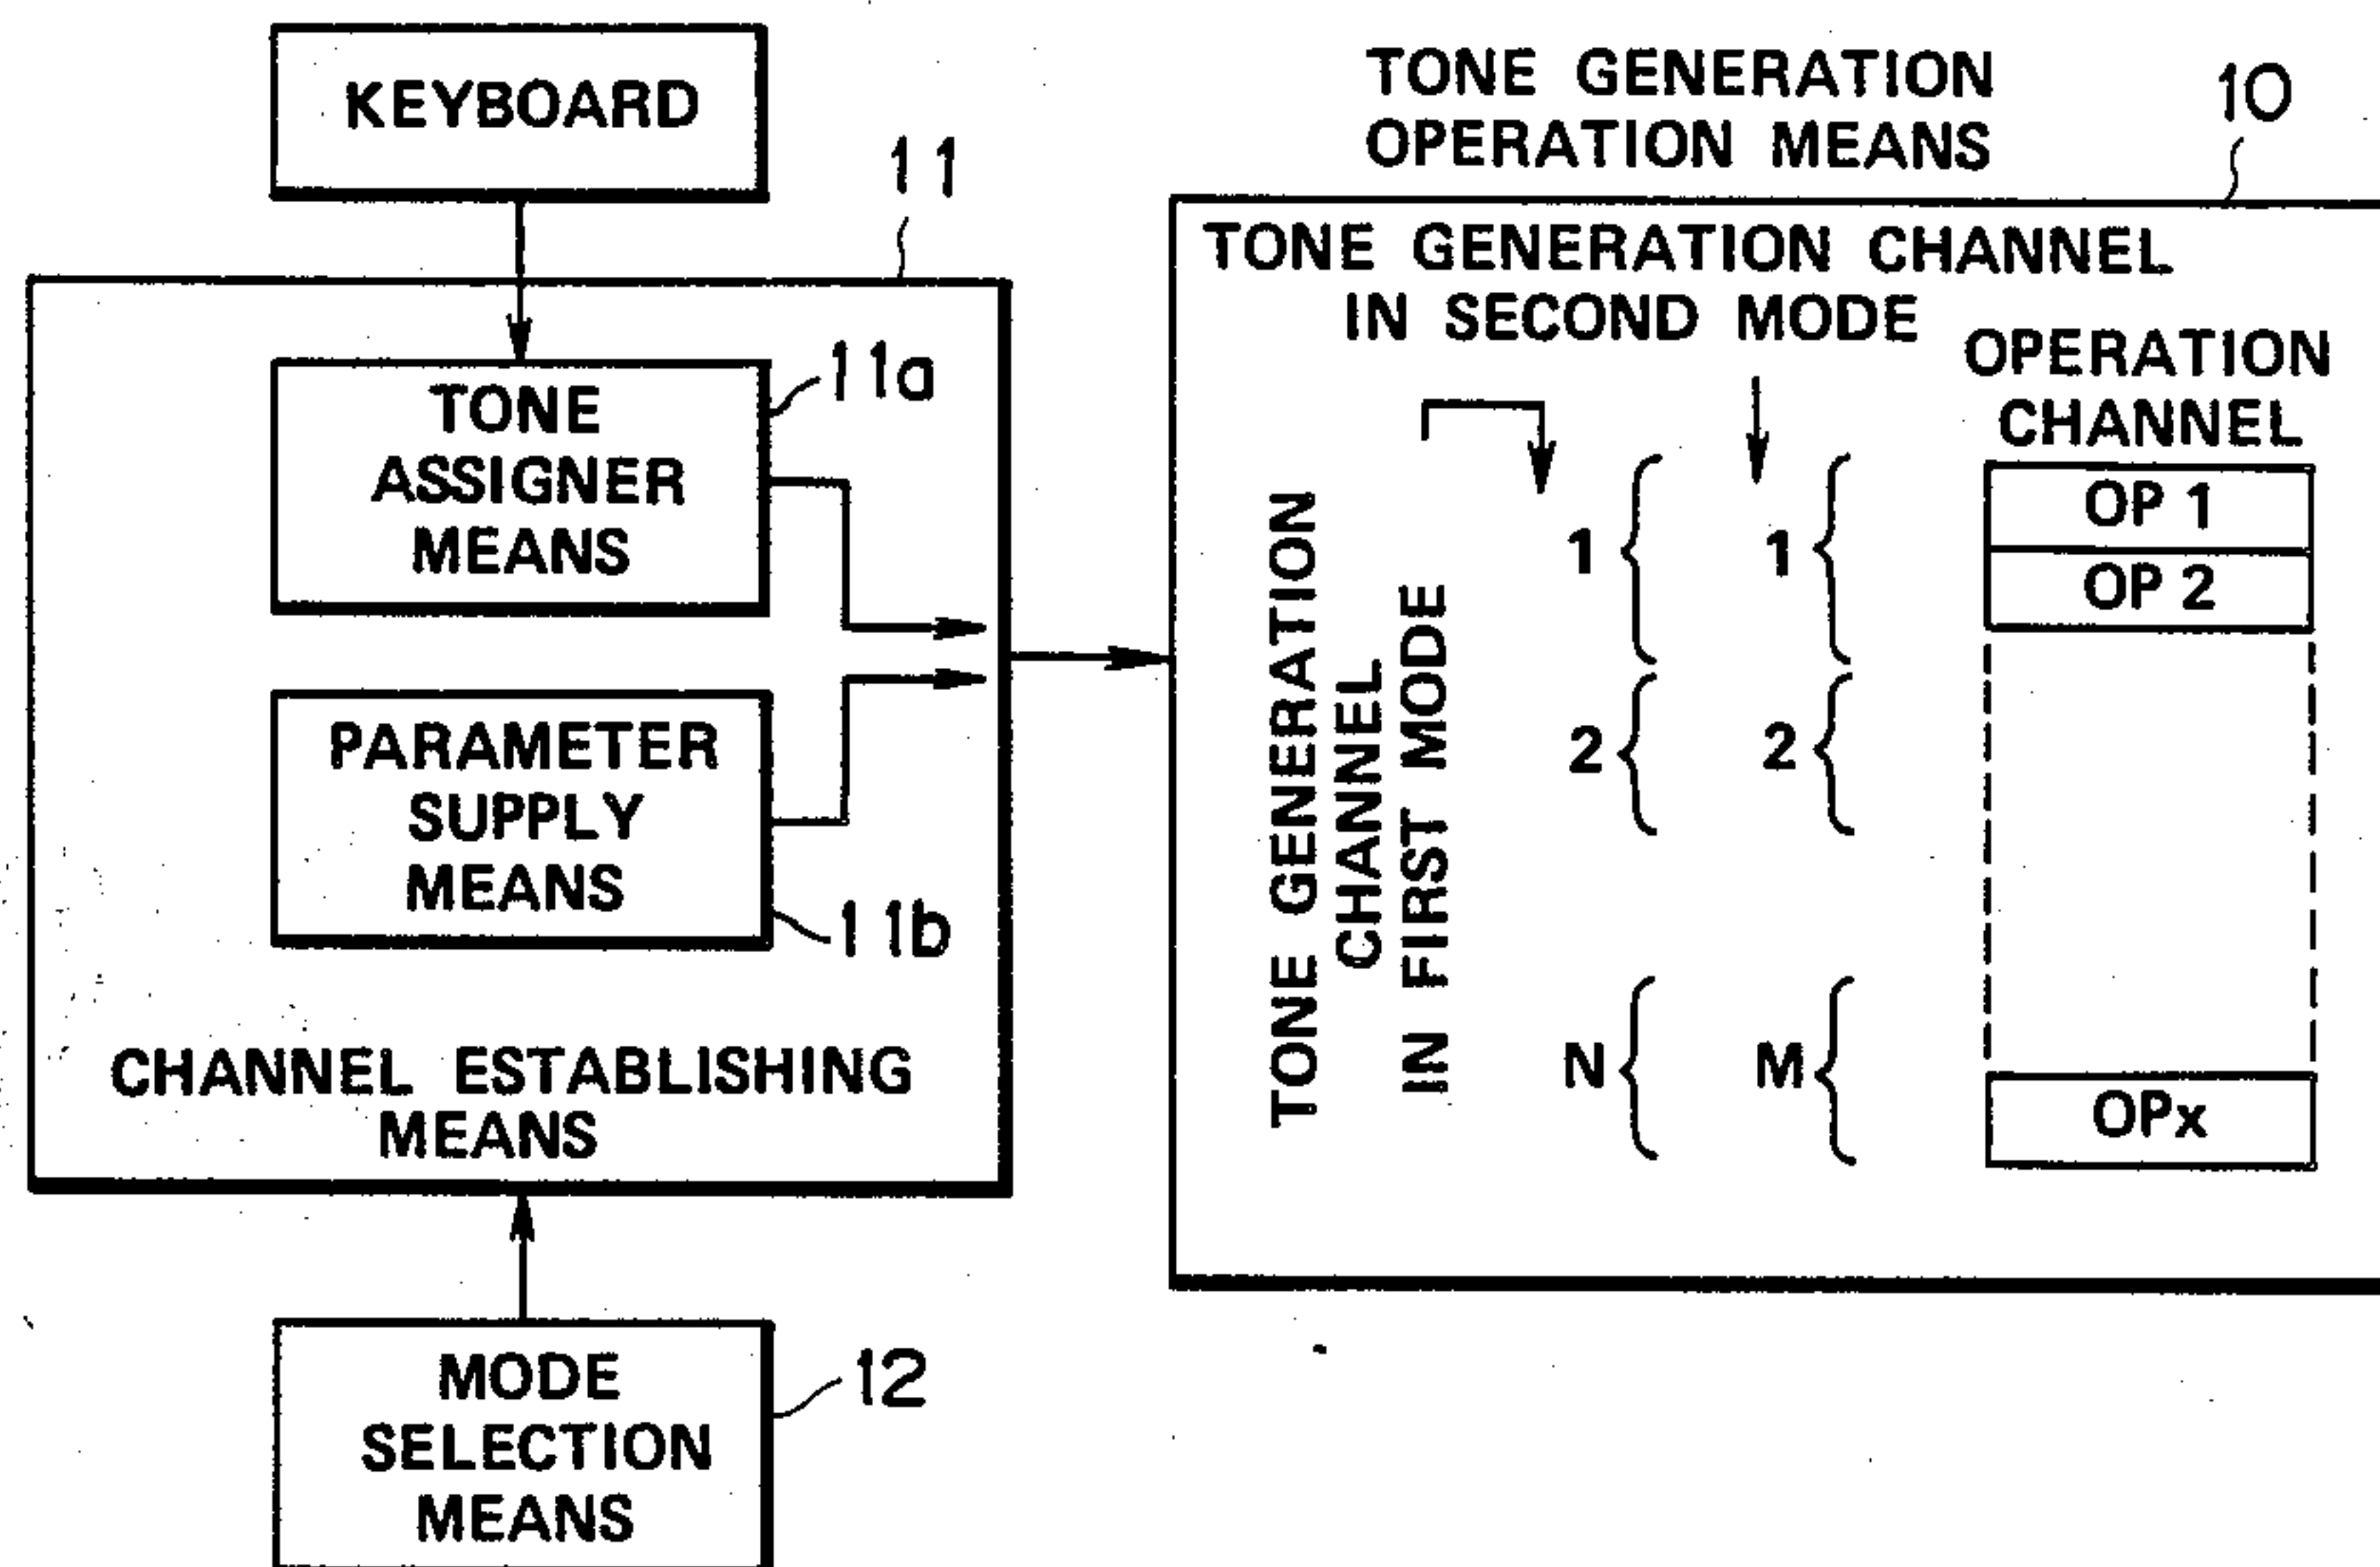 KEYBOARD
11
TONE
ASSIGNER
MEANS
11a
PARAMETER
SUPPLY
MEANS
11b
CHANNEL ESTABLISHING
MEANS
MODE
SELECTION
MEANS
12
TONE GENERATION
OPERATION MEANS
10
TONE GENERATION CHANNEL
IN SECOND MODE
OPERATION
CHANNEL
TONE GENERATION
CHANNEL
IN FIRST MODE
1
2
N
1
2
M
OP 1
OP 2
OPx